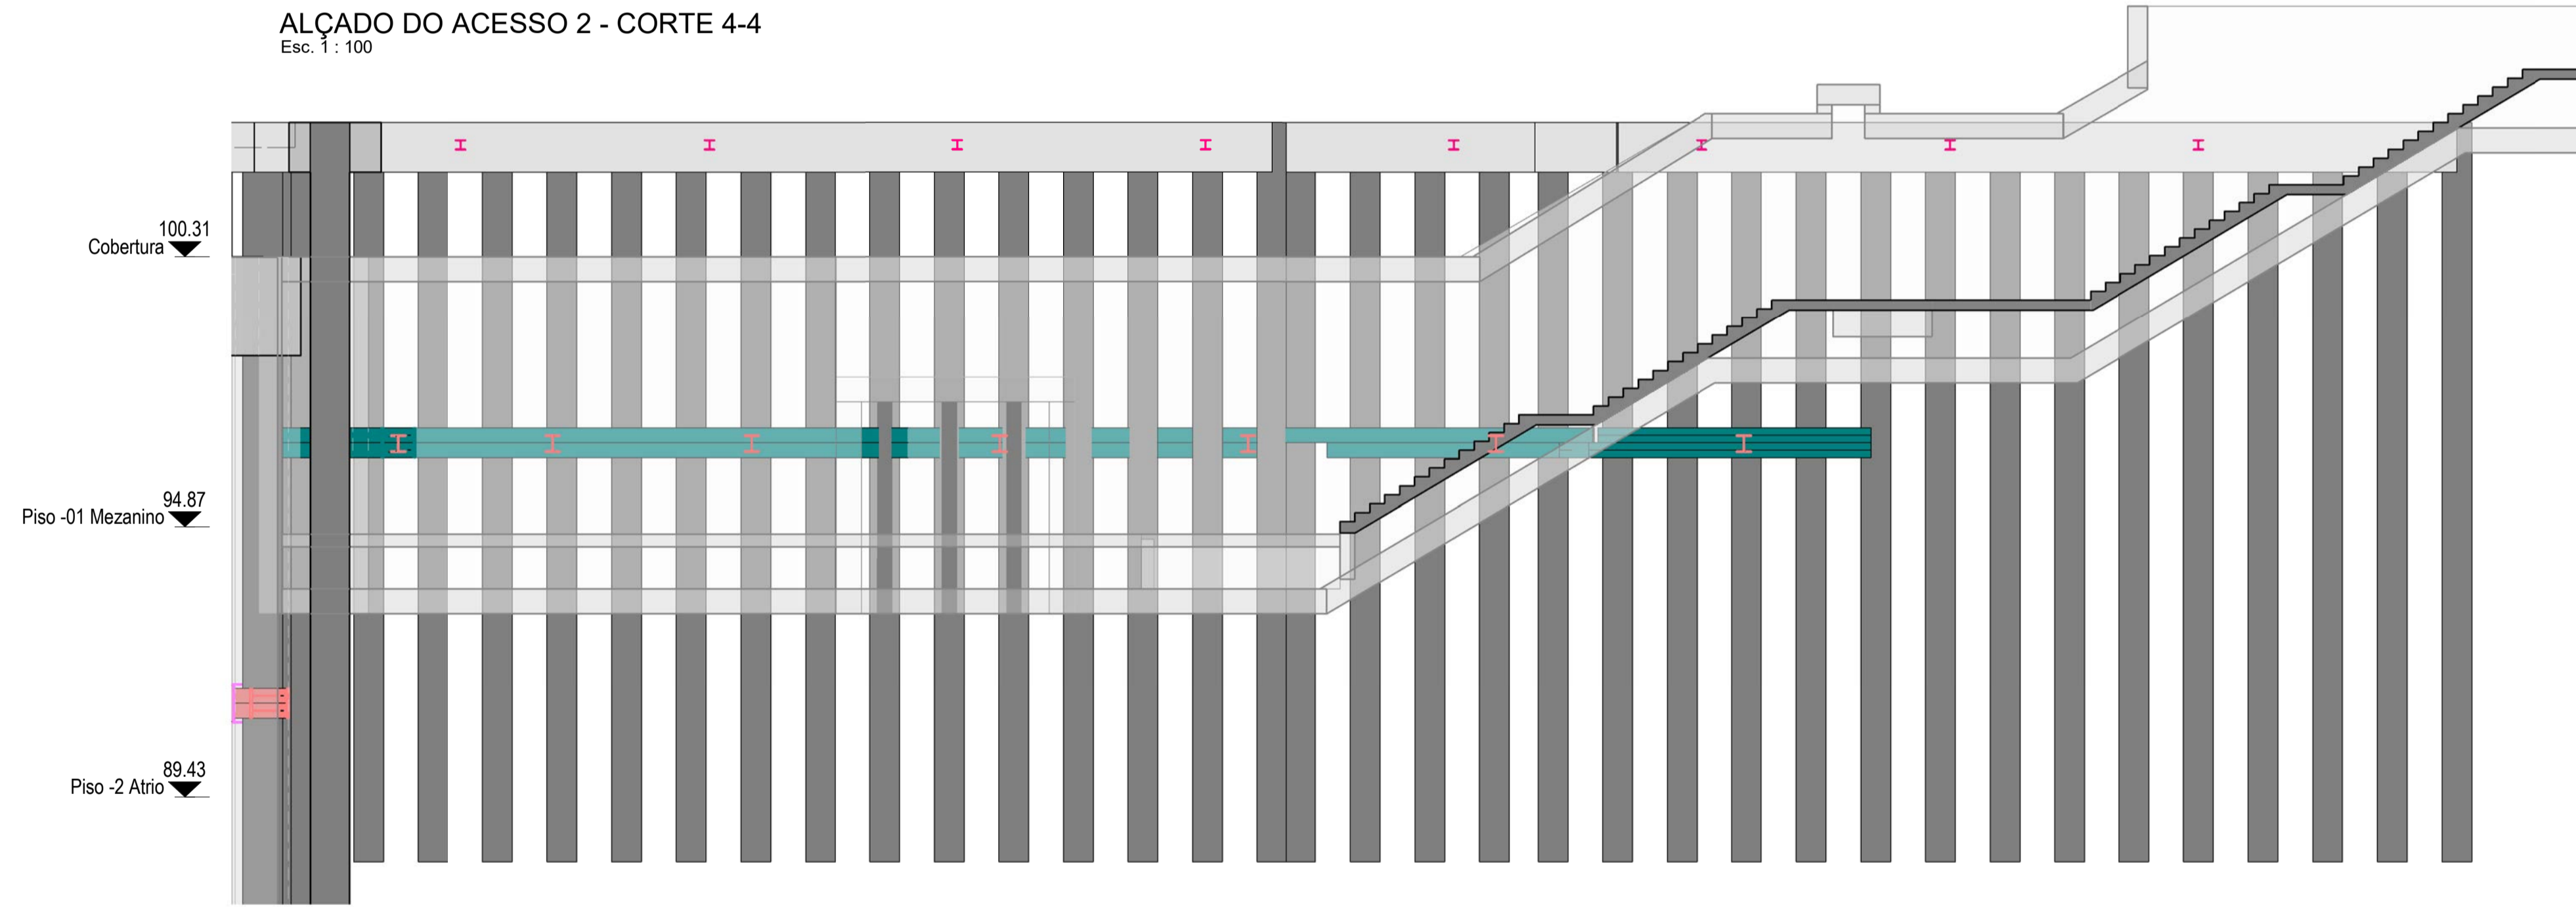 ALÇADO DO ACESSO 2 - CORTE 4-4
Esc. 1 : 100
100.31
Cobertura
94.87
Piso -01 Mezanino
89.43
Piso -2 Atrio